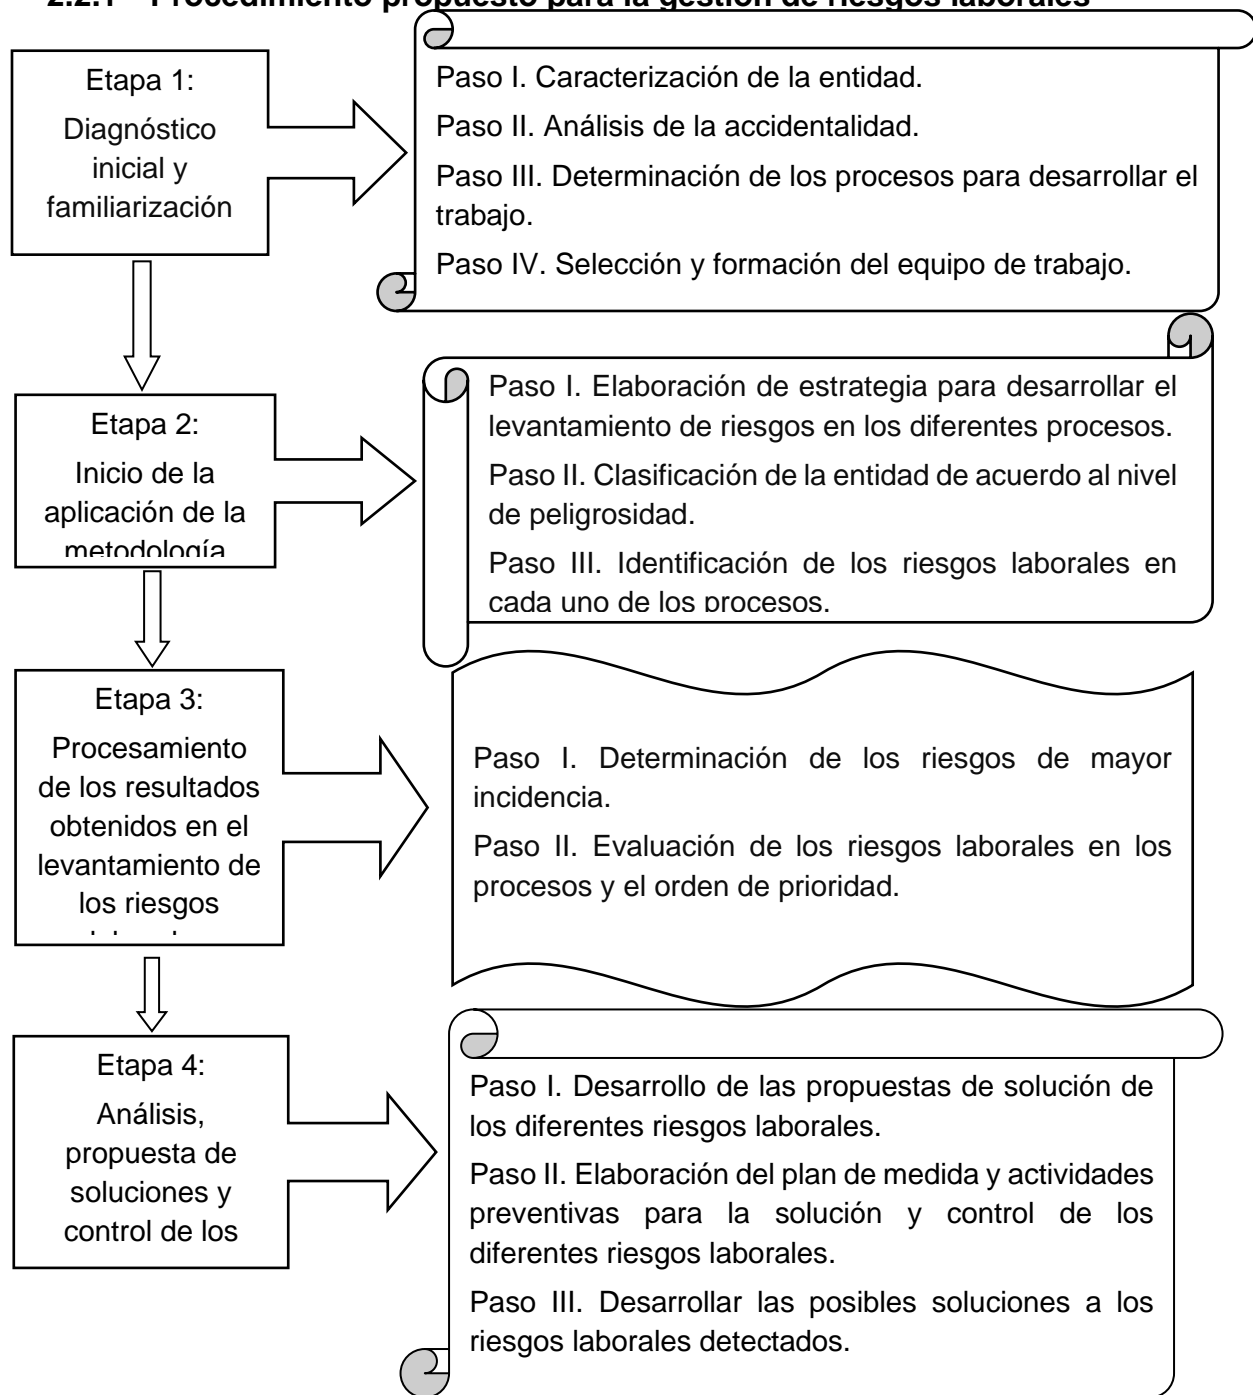 2.2.1 Procedimiento propuesto para la gestión de riesgos laborales
Etapa 1:
Diagnóstico
inicial y
familiarización
Paso I. Caracterización de la entidad.
Paso II. Análisis de la accidentalidad.
Paso III. Determinación de los procesos para desarrollar el
trabajo.
Paso IV. Selección y formación del equipo de trabajo.
Etapa 2:
Inicio de la
aplicación de la
metodología
Paso I. Elaboración de estrategia para desarrollar el
levantamiento de riesgos en los diferentes procesos.
Paso II. Clasificación de la entidad de acuerdo al nivel
de peligrosidad.
Paso III. Identificación de los riesgos laborales en
cada uno de los procesos.
Etapa 3:
Procesamiento
de los resultados
obtenidos en el
levantamiento de
los riesgos
Paso I. Determinación de los riesgos de mayor
incidencia.
Paso II. Evaluación de los riesgos laborales en los
procesos y el orden de prioridad.
Etapa 4:
Análisis,
propuesta de
soluciones y
control de los
Paso I. Desarrollo de las propuestas de solución de
los diferentes riesgos laborales.
Paso II. Elaboración del plan de medida y actividades
preventivas para la solución y control de los
diferentes riesgos laborales.
Paso III. Desarrollar las posibles soluciones a los
riesgos laborales detectados.